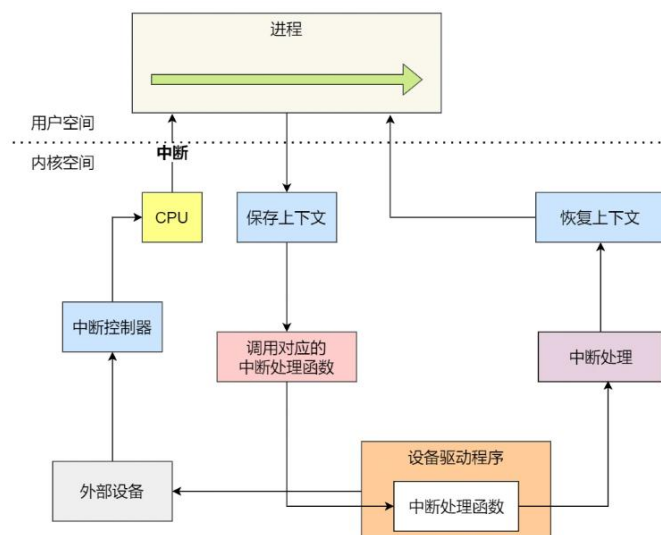 进程
用户空间
中断
内核空间
CPU
保存上下文
恢复上下文
中断控制器
调用对应的
中断处理函数
中断处理
设备驱动程序
外部设备
中断处理函数